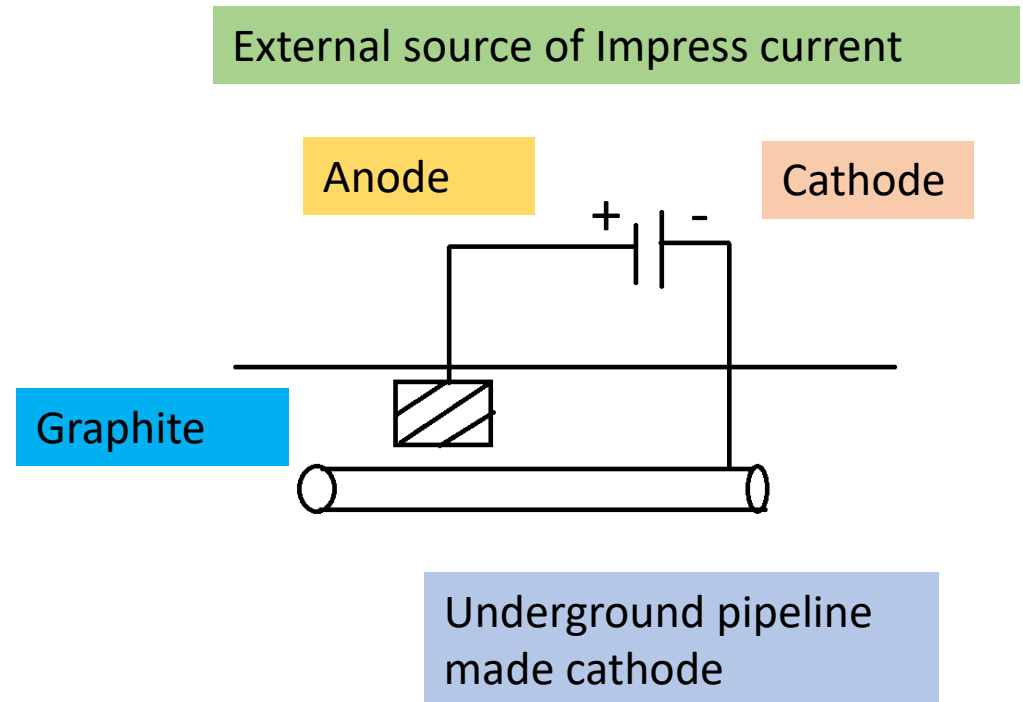 External source of Impress current
Anode
Cathode
+ -
Graphite
Underground pipeline
made cathode